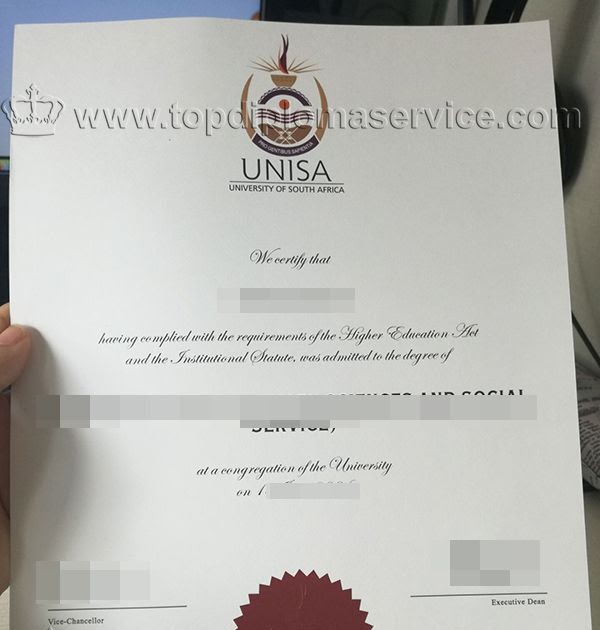 www.topdiplomaservice.com
PRO GENTIBUS SAPIENTIA
UNISA
UNIVERSITY OF SOUTH AFRICA
We certify that
having complied with the requirements of the Higher Education Act
and the Institutional Statute, was admitted to the degree of
AND SOCIAL
SERVICE)
at a congregation of the University
on
Vice-Chancellor
Executive Dean